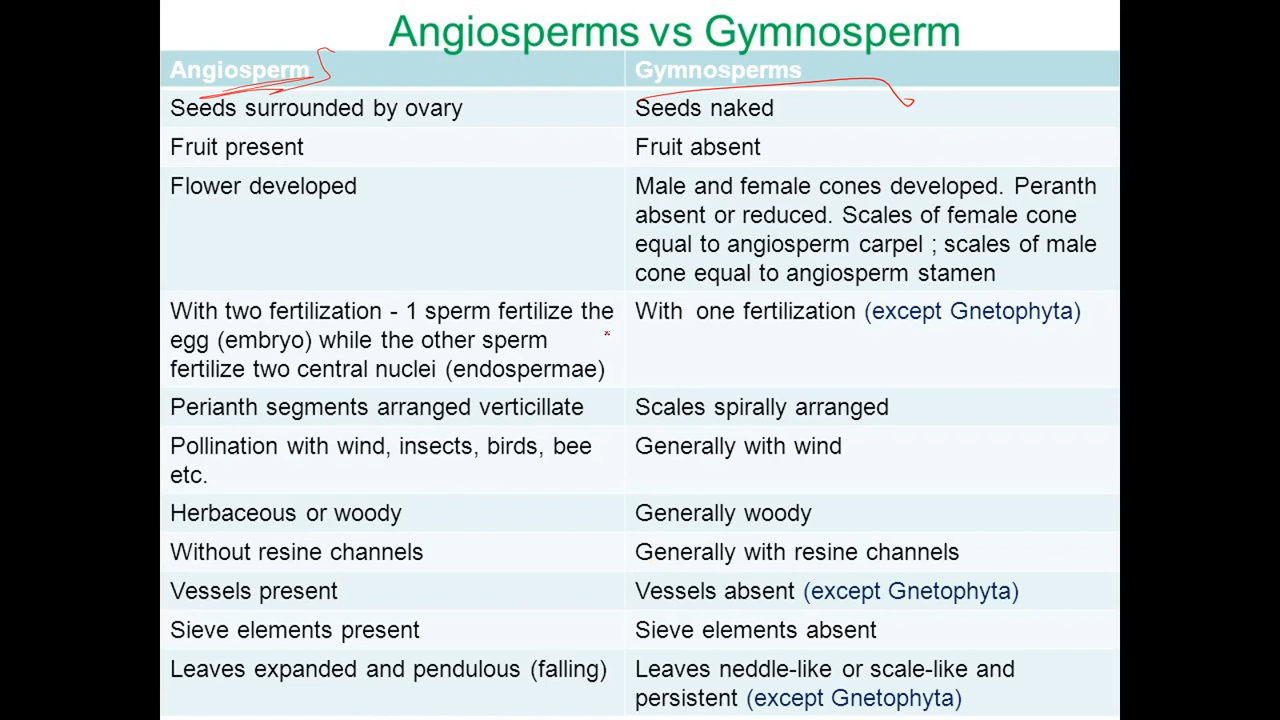 Angiosperms vs Gymnosperm
Angiosperm
Gymnosperms
Seeds surrounded by ovary
Seeds naked
Fruit present
Fruit absent
Flower developed
Male and female cones developed. Peranth
absent or reduced. Scales of female cone
equal to angiosperm carpel ; scales of male
cone equal to angiosperm stamen
With two fertilization - 1 sperm fertilize the
egg (embryo) while the other sperm
fertilize two central nuclei (endospermae)
With one fertilization (except Gnetophyta)
Perianth segments arranged verticillate
Scales spirally arranged
Pollination with wind, insects, birds, bee
etc.
Generally with wind
Herbaceous or woody
Generally woody
Without resine channels
Generally with resine channels
Vessels present
Vessels absent (except Gnetophyta)
Sieve elements present
Sieve elements absent
Leaves expanded and pendulous (falling)
Leaves neddle-like or scale-like and
persistent (except Gnetophyta)